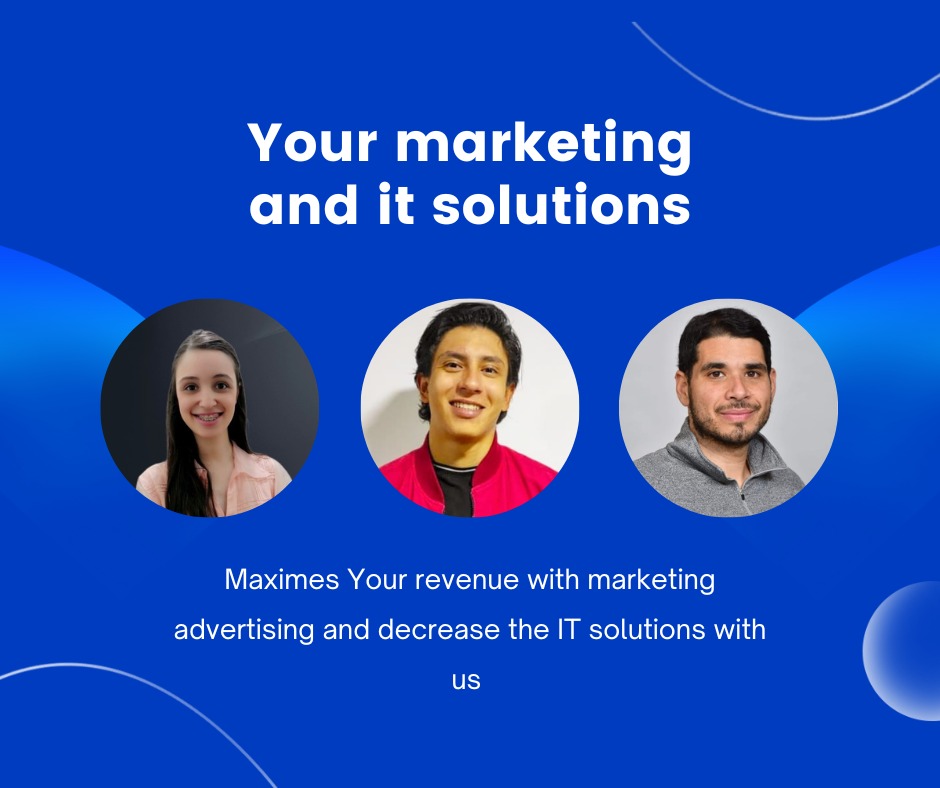 Your marketing
and it solutions
Maximes Your revenue with marketing
advertising and decrease the IT solutions with
us